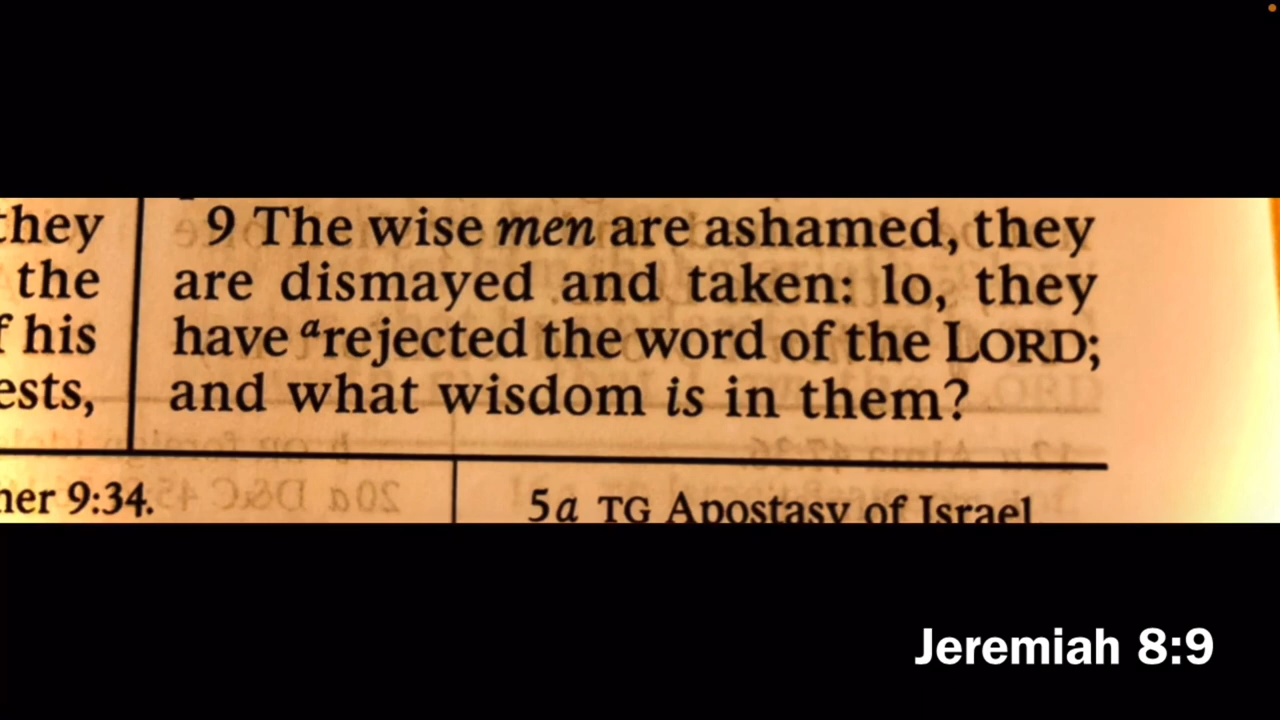 they
the
his
9 The wise men are ashamed, they
are dismayed and taken: lo, they
have ᵃrejected the word of the LORD;
and what wisdom is in them?
9:34.
5a TG Apostasy of Israel
Jeremiah 8:9